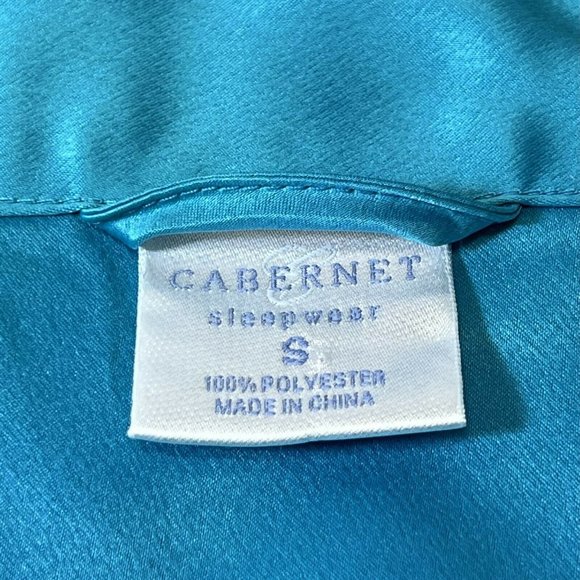 CABERNET
sleepwear
S
100% POLYESTER
MADE IN CHINA